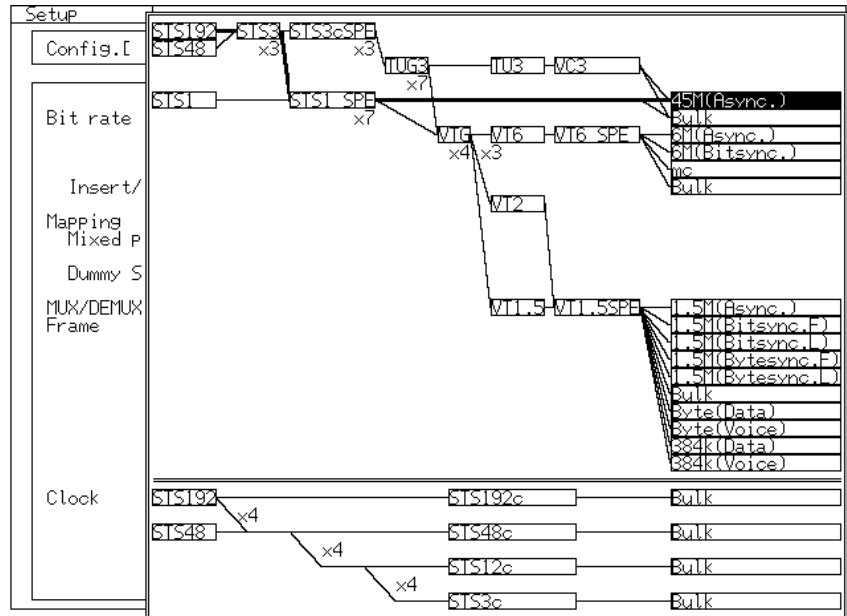 Setup
Config.[
Bit rate
Insert/
Mapping
Mixed p
Dummy S
MUX/DEMUX
Frame
Clock
STS192 STS3 STS3cSPE
STS48 x3 x3
TUG3 TU3 VC3
x7
STS1 STS1 SPE 45M(Async.)
x7 Bulk
VTG VT6 VT6 SPE 6M(Async.)
x4 x3 6M(Bitsync.)
mc
Bulk
VT2
VT1.5 VT1.5SPE 1.5M(Async.)
1.5M(Bitsync.F)
1.5M(Bitsync.L)
1.5M(Bytesync.F)
1.5M(Bytesync.L)
Bulk
Byte(Data)
Byte(Voice)
384k(Data)
384k(Voice)
STS192 STS192c Bulk
x4
STS48 STS48c Bulk
x4
STS12c Bulk
x4
STS3c Bulk